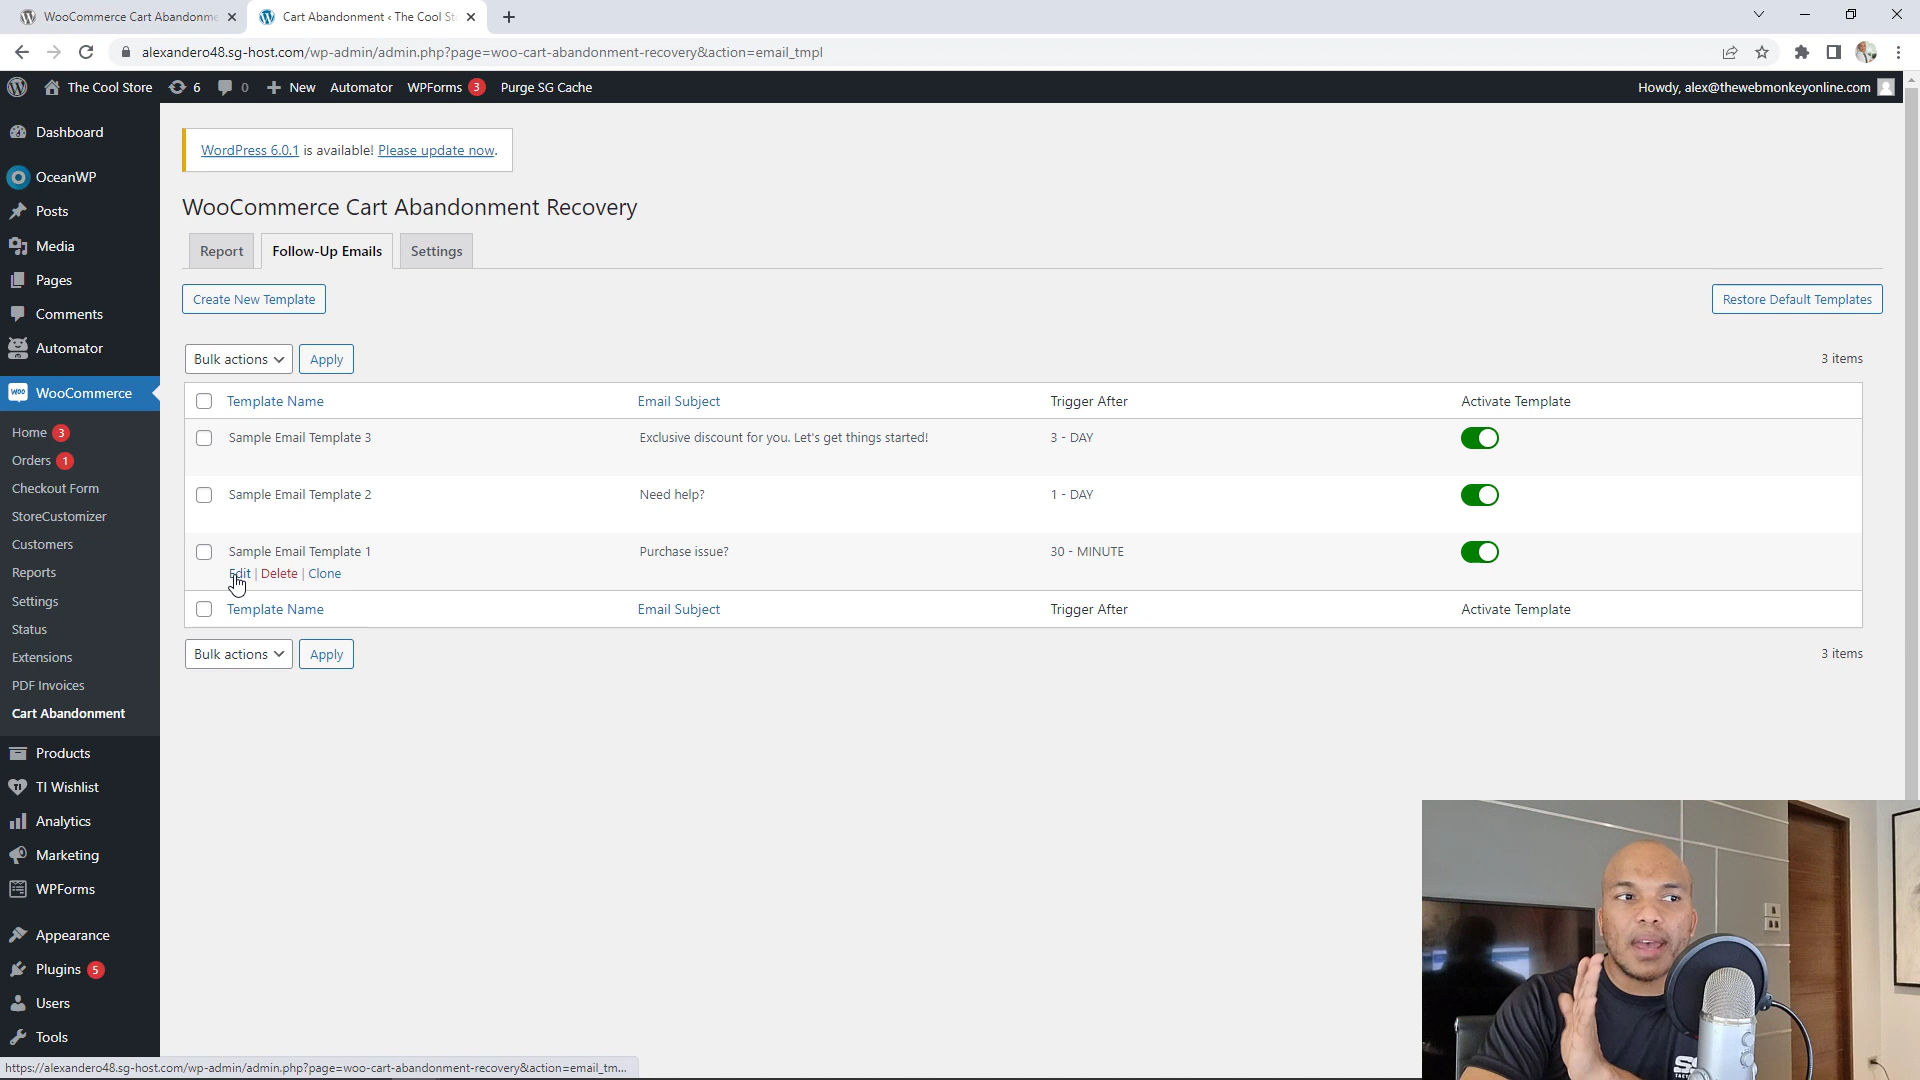 WooCommerce Cart Abandonme
Cart Abandonment ‹ The Cool St
alexandero48.sg-host.com/wp-admin/admin.php?page=woo-cart-abandonment-recovery&action=email_tmpl
The Cool Store 6 0 New Automator WPForms 3 Purge SG Cache
Howdy, alex@thewebmonkeyonline.com
Dashboard
OceanWP
Posts
Media
Pages
Comments
Automator
WooCommerce
Home 3
Orders 1
Checkout Form
StoreCustomizer
Customers
Reports
Settings
Status
Extensions
PDF Invoices
Cart Abandonment
Products
TI Wishlist
Analytics
Marketing
WPForms
Appearance
Plugins 5
Users
Tools
WordPress 6.0.1 is available! Please update now.
WooCommerce Cart Abandonment Recovery
Report Follow-Up Emails Settings
Create New Template
Restore Default Templates
Bulk actions Apply
3 items
Template Name Email Subject Trigger After Activate Template
Sample Email Template 3 Exclusive discount for you. Let's get things started! 3 - DAY
Sample Email Template 2 Need help? 1 - DAY
Sample Email Template 1 Purchase issue? 30 - MINUTE
Edit | Delete | Clone
Template Name Email Subject Trigger After Activate Template
Bulk actions Apply
3 items
https://alexandero48.sg-host.com/wp-admin/admin.php?page=woo-cart-abandonment-recovery&action=email_tm...